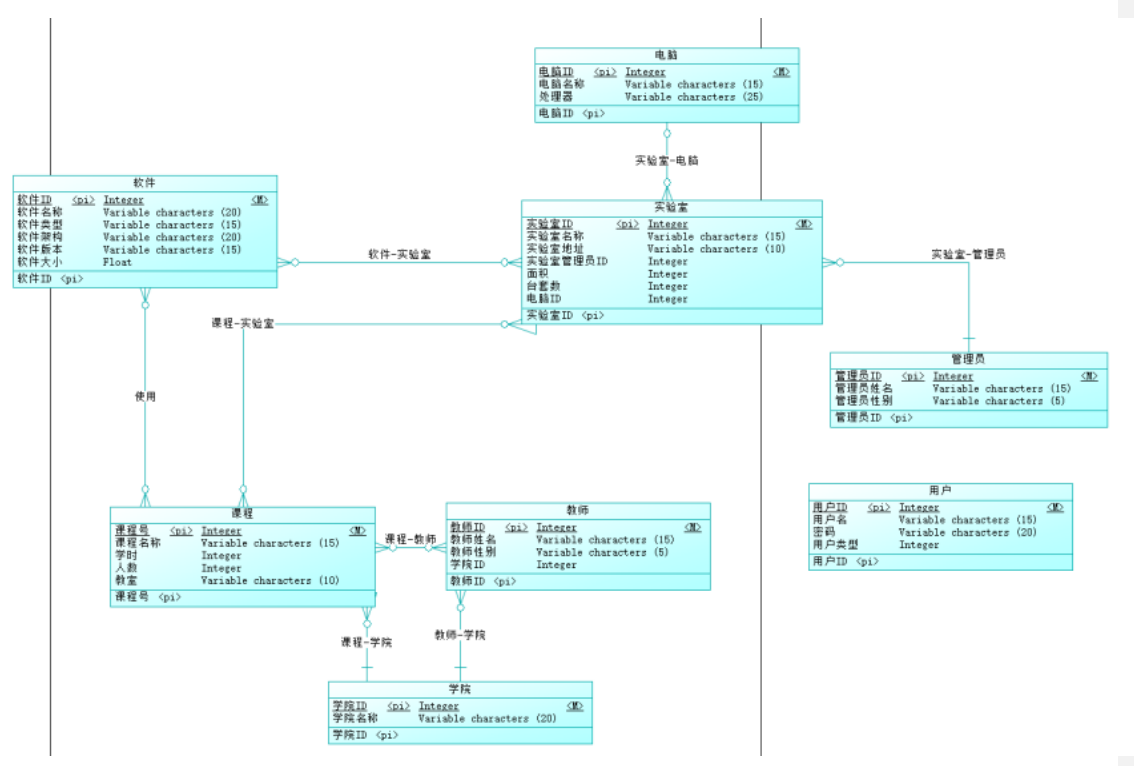 电脑
电脑ID <pi> Integer <M>
电脑名称 Variable characters (15)
处理器 Variable characters (25)
电脑ID <pi>
实验室-电脑
软件
软件ID <pi> Integer <M>
软件名称 Variable characters (20)
软件类型 Variable characters (15)
软件架构 Variable characters (20)
软件版本 Variable characters (15)
软件大小 Float
软件ID <pi>
软件-实验室
实验室
实验室ID <pi> Integer <M>
实验室名称 Variable characters (15)
实验室地址 Variable characters (10)
实验室管理员ID Integer
面积 Integer
台套数 Integer
电脑ID Integer
实验室ID <pi>
实验室-管理员
课程-实验室
管理员
管理员ID <pi> Integer <M>
管理员姓名 Variable characters (15)
管理员性别 Variable characters (5)
管理员ID <pi>
使用
用户
用户ID <pi> Integer <M>
用户名 Variable characters (15)
密码 Variable characters (20)
用户类型 Integer
用户ID <pi>
课程
课程号 <pi> Integer <M>
课程名称 Variable characters (15)
学时 Integer
人数 Integer
教室 Variable characters (10)
课程号 <pi>
课程-教师
教师
教师ID <pi> Integer <M>
教师姓名 Variable characters (15)
教师性别 Variable characters (5)
学院ID Integer
教师ID <pi>
课程-学院
教师-学院
学院
学院ID <pi> Integer <M>
学院名称 Variable characters (20)
学院ID <pi>